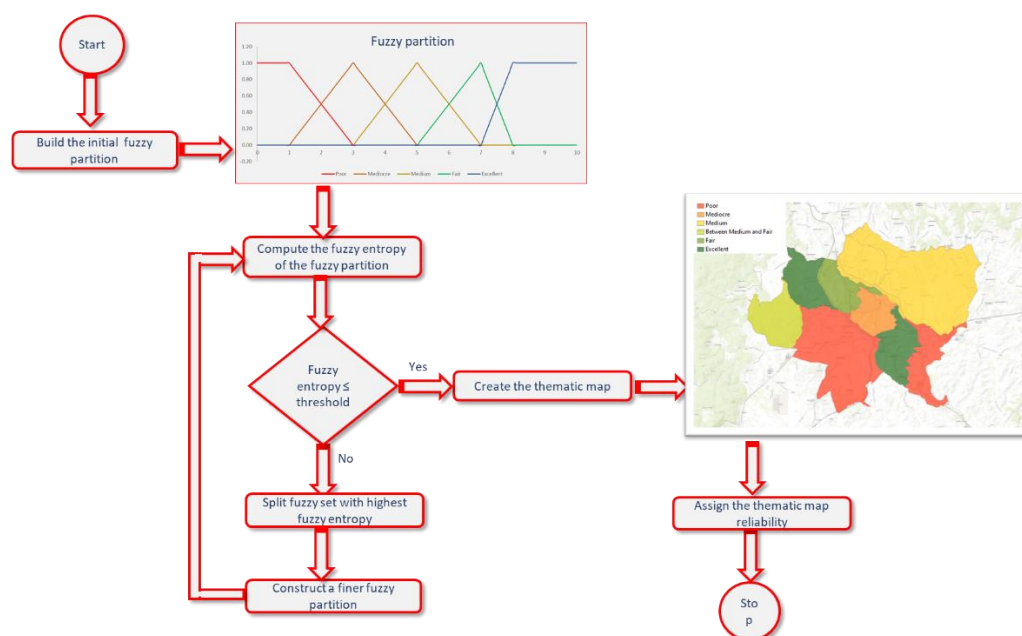 Start
Build the initial fuzzy
partition
Fuzzy partition
1.20
1.00
0.80
0.60
0.40
0.20
0.00
-0.20
0 1 2 3 4 5 6 7 8 9 10
Poor Mediocre Medium Fair Excellent
Compute the fuzzy entropy
of the fuzzy partition
Fuzzy
entropy ≤
threshold
Yes
Create the thematic map
Poor
Mediocre
Medium
Between Medium and Fair
Fair
Excellent
No
Split fuzzy set with highest
fuzzy entropy
Construct a finer fuzzy
partition
Assign the thematic map
reliability
Sto
p